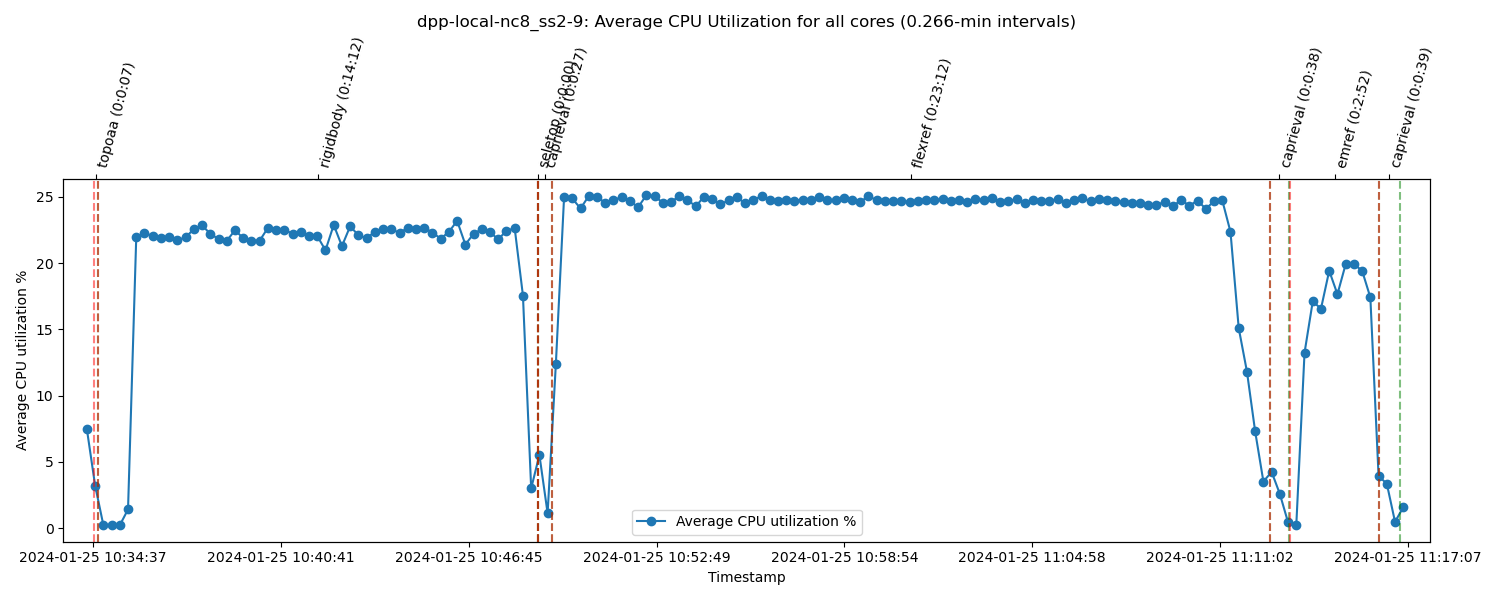 dpp-local-nc8_ss2-9: Average CPU Utilization for all cores (0.266-min intervals)
topoaa (0:0:07)
rigidbody (0:14:12)
seletop (0:0:00)
caprieval (0:0:27)
flexref (0:23:12)
caprieval (0:0:38)
emref (0:2:52)
caprieval (0:0:39)
Average CPU utilization %
25
20
15
10
5
0
Average CPU utilization %
2024-01-25 10:34:37
2024-01-25 10:40:41
2024-01-25 10:46:45
2024-01-25 10:52:49
2024-01-25 10:58:54
2024-01-25 11:04:58
2024-01-25 11:11:02
2024-01-25 11:17:07
Timestamp